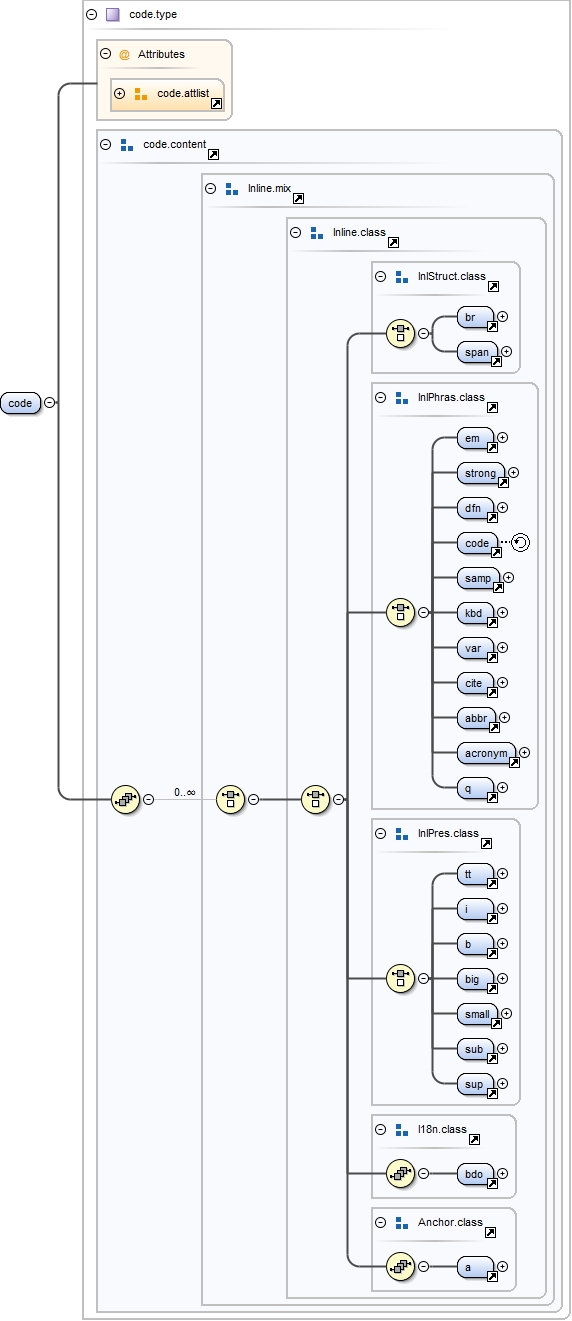 code.type
@ Attributes
code.attlist
code.content
Inline.mix
Inline.class
InlStruct.class
br
span
code
InlPhras.class
em
strong
dfn
code
samp
kbd
var
cite
abbr
acronym
q
0..∞
InlPres.class
tt
i
b
big
small
sub
sup
I18n.class
bdo
Anchor.class
a